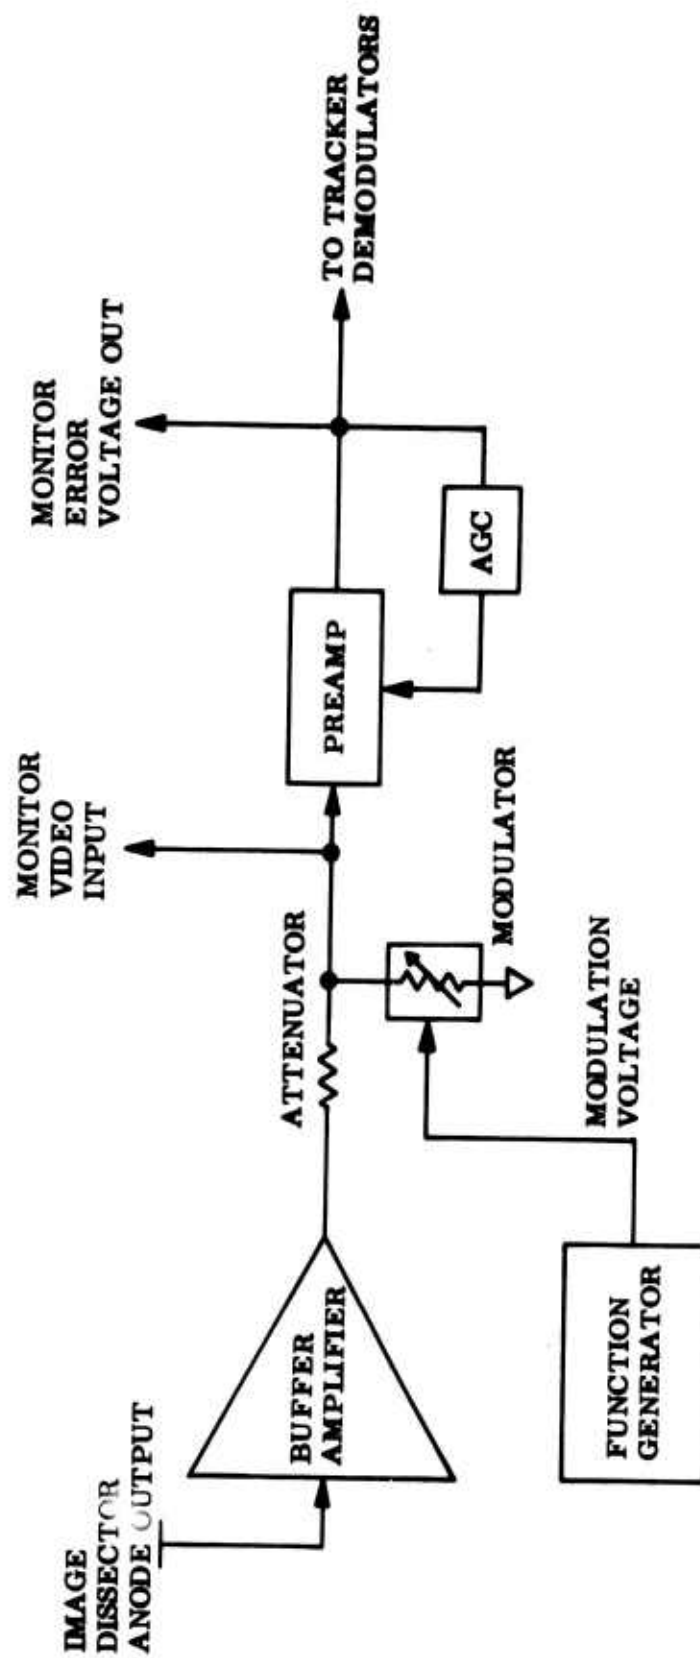 IMAGE
DISSECTOR
ANODE OUTPUT
BUFFER
AMPLIFIER
FUNCTION
GENERATOR
ATTENUATOR
MODULATION
VOLTAGE
MODULATOR
MONITOR
VIDEO
INPUT
PREAMP
AGC
MONITOR
ERROR
VOLTAGE OUT
TO TRACKER
DEMODULATORS